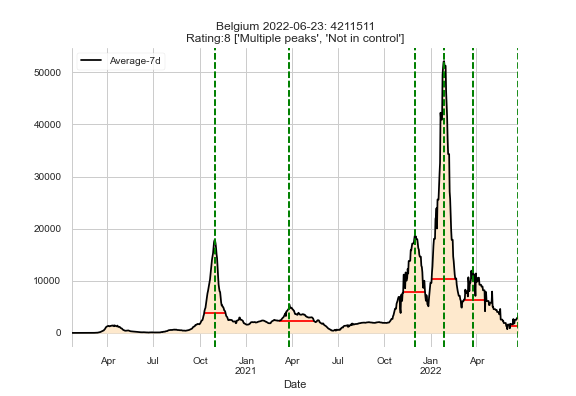 Belgium 2022-06-23: 4211511
Rating:8 ['Multiple peaks', 'Not in control']
Average-7d
50000
40000
30000
20000
10000
0
Apr Jul Oct Jan Apr Jul Oct Jan Apr
2021 2022
Date